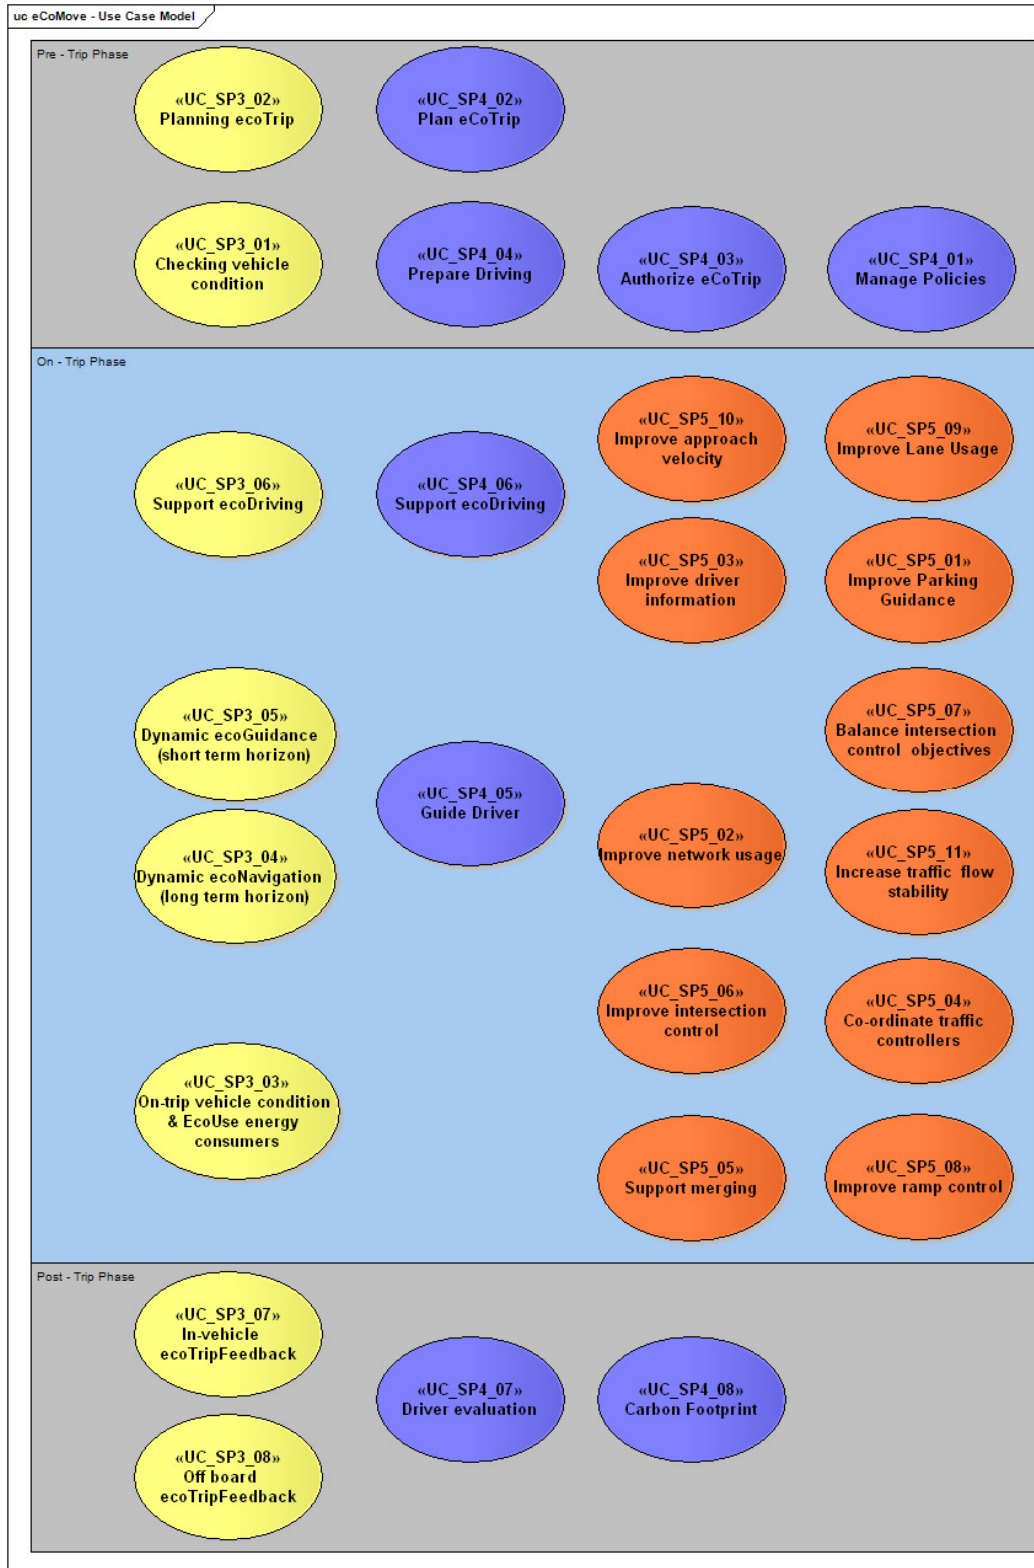 uc eCoMove - Use Case Model
Pre - Trip Phase
«UC_SP3_02»
Planning ecoTrip
«UC_SP4_02»
Plan eCoTrip
«UC_SP3_01»
Checking vehicle
condition
«UC_SP4_04»
Prepare Driving
«UC_SP4_03»
Authorize eCoTrip
«UC_SP4_01»
Manage Policies
On - Trip Phase
«UC_SP5_10»
Improve approach
velocity
«UC_SP5_09»
Improve Lane Usage
«UC_SP3_06»
Support ecoDriving
«UC_SP4_06»
Support ecoDriving
«UC_SP5_03»
Improve driver
information
«UC_SP5_01»
Improve Parking
Guidance
«UC_SP3_05»
Dynamic ecoGuidance
(short term horizon)
«UC_SP5_07»
Balance intersection
control objectives
«UC_SP4_05»
Guide Driver
«UC_SP3_04»
Dynamic ecoNavigation
(long term horizon)
«UC_SP5_02»
Improve network usage
«UC_SP5_11»
Increase traffic flow
stability
«UC_SP5_06»
Improve intersection
control
«UC_SP5_04»
Co-ordinate traffic
controllers
«UC_SP3_03»
On-trip vehicle condition
& EcoUse energy
consumers
«UC_SP5_05»
Support merging
«UC_SP5_08»
Improve ramp control
Post - Trip Phase
«UC_SP3_07»
In-vehicle
ecoTripFeedback
«UC_SP4_07»
Driver evaluation
«UC_SP4_08»
Carbon Footprint
«UC_SP3_08»
Off board
ecoTripFeedback